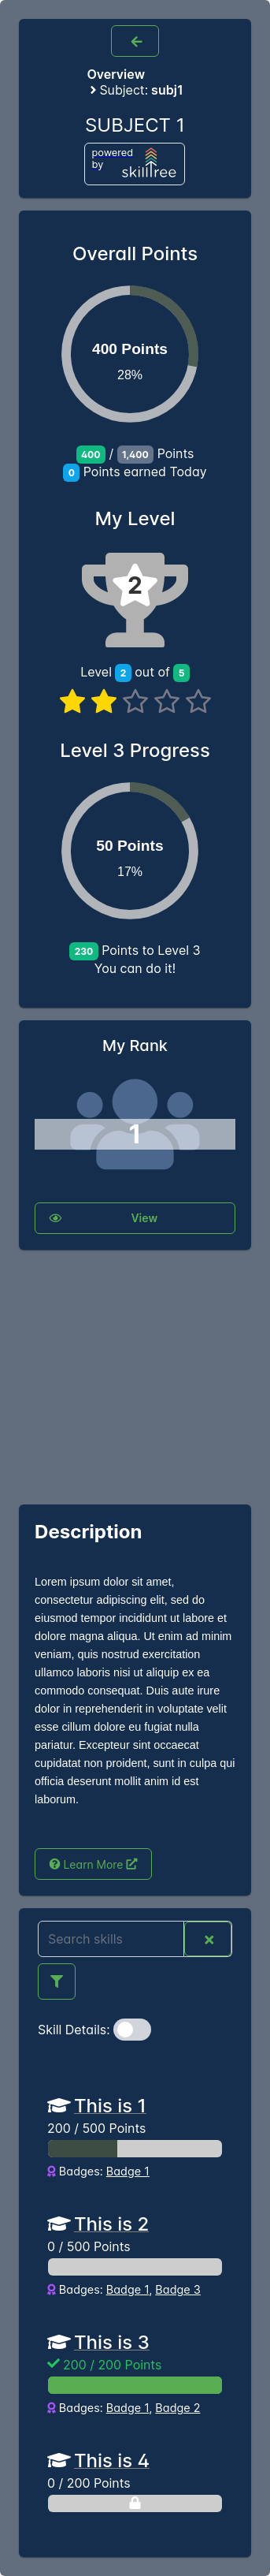 Overview
Subject: subj1
SUBJECT 1
powered
by
skilltree
Overall Points
400 Points
28%
400 / 1,400 Points
0 Points earned Today
My Level
2
Level 2 out of 5
Level 3 Progress
50 Points
17%
230 Points to Level 3
You can do it!
My Rank
1
View
Description
Lorem ipsum dolor sit amet,
consectetur adipiscing elit, sed do
eiusmod tempor incididunt ut labore et
dolore magna aliqua. Ut enim ad minim
veniam, quis nostrud exercitation
ullamco laboris nisi ut aliquip ex ea
commodo consequat. Duis aute irure
dolor in reprehenderit in voluptate velit
esse cillum dolore eu fugiat nulla
pariatur. Excepteur sint occaecat
cupidatat non proident, sunt in culpa qui
officia deserunt mollit anim id est
laborum.
Learn More
Search skills
Skill Details:
This is 1
200 / 500 Points
Badges: Badge 1
This is 2
0 / 500 Points
Badges: Badge 1, Badge 3
This is 3
200 / 200 Points
Badges: Badge 1, Badge 2
This is 4
0 / 200 Points